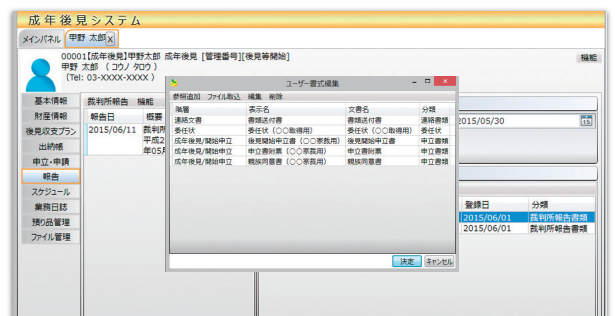 成年後見システム
メインパネル 甲野 太郎 x
00001【成年後見】甲野太郎 成年後見 [管理番号][後見等開始] 機能
甲野 太郎 （ コウノ タロウ ）
（Tel: 03-XXXX-XXXX ）
基本情報
財産情報
後見収支プラン
出納帳
申立・申請
報告
スケジュール
業務日誌
預り品管理
ファイル管理
裁判所報告 機能
報告日 概要
2015/06/11 裁判所
平成2
年05月
ユーザー書式編集
参照追加 ファイル取込 編集 削除
階層 表示名 文書名 分類
連絡文書 書類送付書 書類送付書 連絡書類
委任状 委任状（○○取得用） 委任状（○○取得用） 委任状
成年後見/開始申立 後見開始申立書（○○家裁用） 後見開始申立書 申立書類
成年後見/開始申立 申立書附票（○○家裁用） 申立書附票 申立書類
成年後見/開始申立 親族同意書（○○家裁用） 親族同意書 申立書類
決定 キャンセル
2015/05/30 15
登録日 分類
2015/06/01 裁判所報告書類
2015/06/01 裁判所報告書類